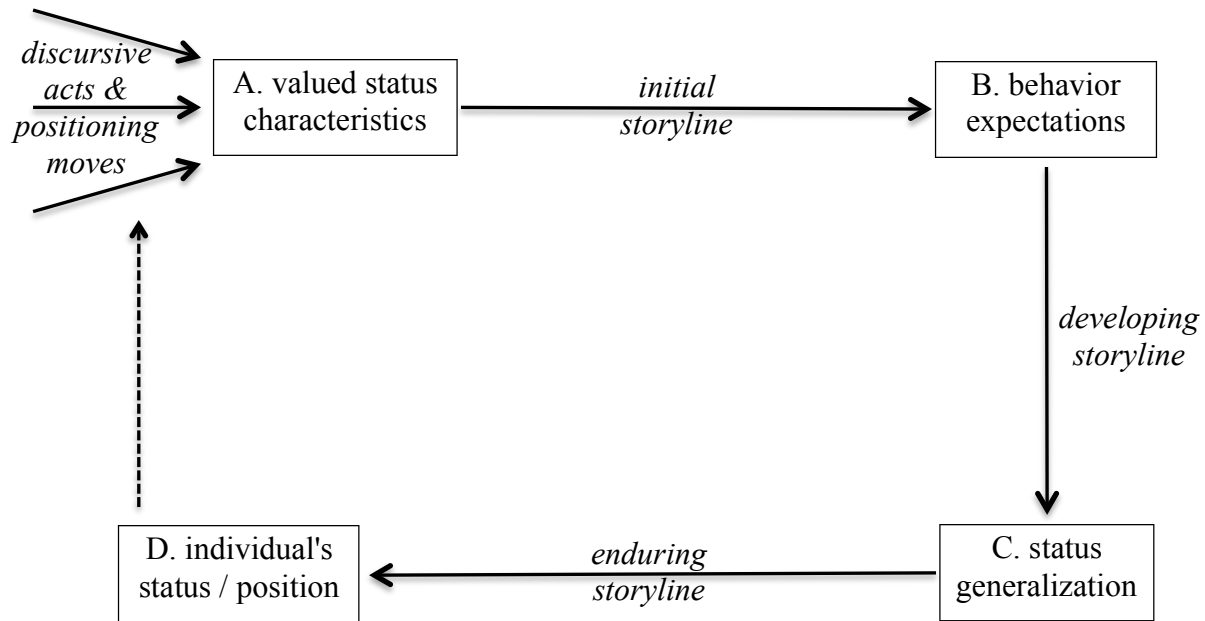 discursive
acts &
positioning
moves
A. valued status
characteristics
initial
storyline
B. behavior
expectations
developing
storyline
C. status
generalization
enduring
storyline
D. individual's
status / position